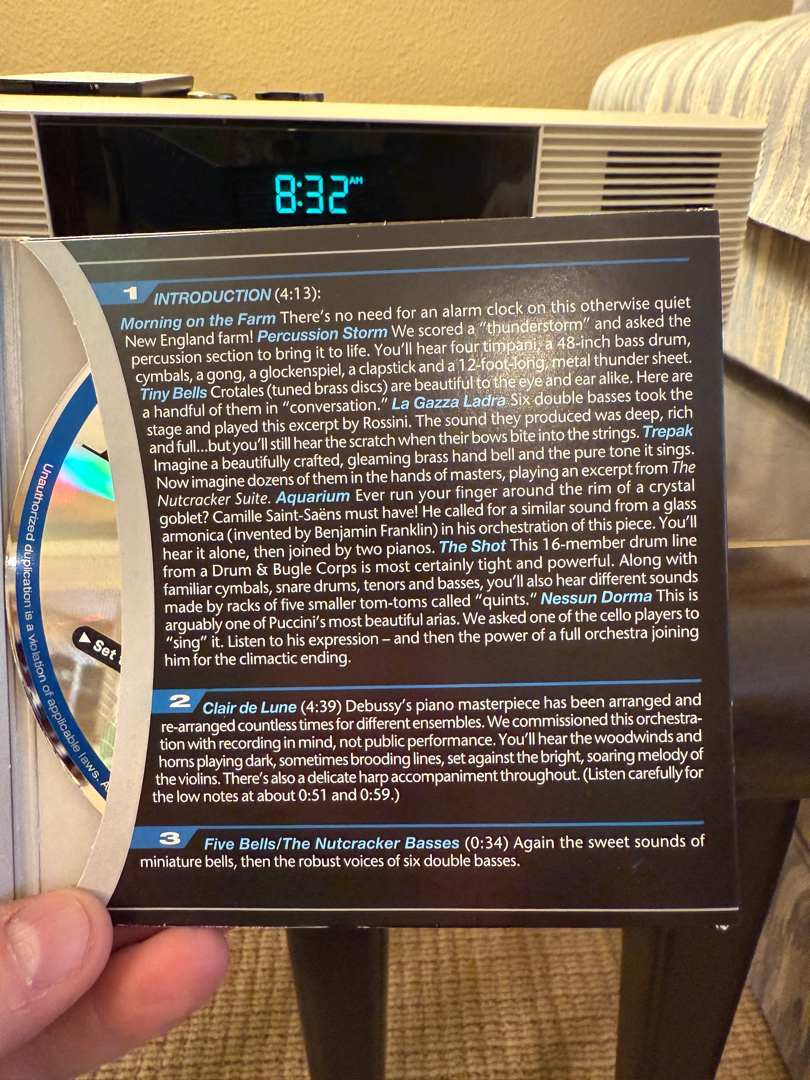 8:32 AM
1 INTRODUCTION (4:13):
Morning on the Farm There's no need for an alarm clock on this otherwise quiet
New England farm! Percussion Storm We scored a "thunderstorm" and asked the
percussion section to bring it to life. You'll hear four timpani, a 48-inch bass drum,
cymbals, a gong, a glockenspiel, a clapstick and a 12-foot-long, metal thunder sheet.
Tiny Bells Crotales (tuned brass discs) are beautiful to the eye and ear alike. Here are
a handful of them in "conversation." La Gazza Ladra Six double basses took the
stage and played this excerpt by Rossini. The sound they produced was deep, rich
and full...but you'll still hear the scratch when their bows bite into the strings. Trepak
Imagine a beautifully crafted, gleaming brass hand bell and the pure tone it sings.
Now imagine dozens of them in the hands of masters, playing an excerpt from The
Nutcracker Suite. Aquarium Ever run your finger around the rim of a crystal
goblet? Camille Saint-Saëns must have! He called for a similar sound from a glass
armonica (invented by Benjamin Franklin) in his orchestration of this piece. You'll
hear it alone, then joined by two pianos. The Shot This 16-member drum line
from a Drum & Bugle Corps is most certainly tight and powerful. Along with
familiar cymbals, snare drums, tenors and basses, you'll also hear different sounds
made by racks of five smaller tom-toms called "quints." Nessun Dorma This is
arguably one of Puccini's most beautiful arias. We asked one of the cello players to
"sing" it. Listen to his expression – and then the power of a full orchestra joining
him for the climactic ending.
2 Clair de Lune (4:39) Debussy's piano masterpiece has been arranged and
re-arranged countless times for different ensembles. We commissioned this orchestra-
tion with recording in mind, not public performance. You'll hear the woodwinds and
horns playing dark, sometimes brooding lines, set against the bright, soaring melody of
the violins. There's also a delicate harp accompaniment throughout. (Listen carefully for
the low notes at about 0:51 and 0:59.)
3 Five Bells/The Nutcracker Basses (0:34) Again the sweet sounds of
miniature bells, then the robust voices of six double basses.
Unauthorized duplication is a violation of applicable laws.
Set